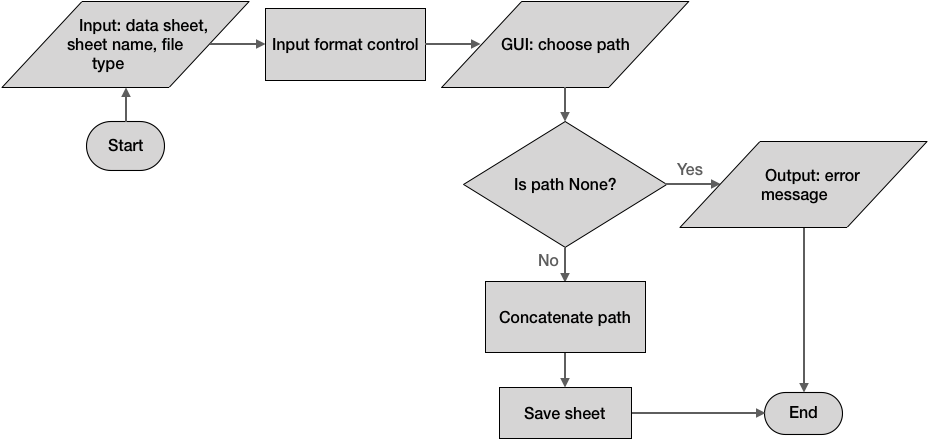 Input: data sheet,
sheet name, file
type
Input format control
GUI: choose path
Start
Is path None?
Yes
Output: error
message
No
Concatenate path
Save sheet
End